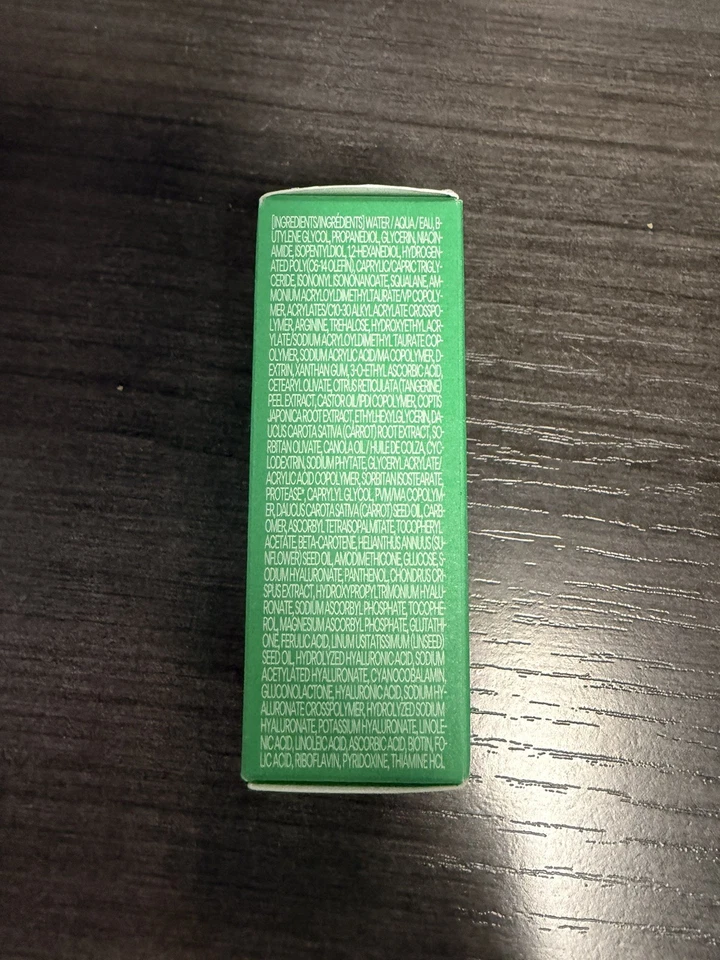 [INGREDIENTS/INGRÉDIENTS] WATER / AQUA / EAU, B-
UTYLENE GLYCOL, PROPANEDIOL, GLYCERIN, NIACIN-
AMIDE, ISOPENTYLDIOL, 1,2-HEXANEDIOL, HYDROGEN-
ATED POLY(C6-14 OLEFIN), CAPRYLIC/CAPRIC TRIGLY-
CERIDE, ISONONYL ISONONANOATE, SQUALANE, AM-
MONIUM ACRYLOYLDIMETHYLTAURATE/VP COPOLY-
MER, ACRYLATES/C10-30 ALKYL ACRYLATE CROSSPO-
LYMER, ARGININE, TREHALOSE, HYDROXYETHYL ACR-
YLATE/SODIUM ACRYLOYLDIMETHYL TAURATE COP-
OLYMER, SODIUM ACRYLIC ACID/MA COPOLYMER, D-
EXTRIN, XANTHAN GUM, 3-O-ETHYL ASCORBIC ACID,
CETEARYL OLIVATE, CITRUS RETICULATA (TANGERINE)
PEEL EXTRACT, CASTOR OIL/IPDI COPOLYMER, COPTIS
JAPONICA ROOT EXTRACT, ETHYLHEXYLGLYCERIN, DA-
UCUS CAROTA SATIVA (CARROT) ROOT EXTRACT, SO-
RBITAN OLIVATE, CANOLA OIL / HUILE DE COLZA, CYC-
LODEXTRIN, SODIUM PHYTATE, GLYCERYL ACRYLATE/
ACRYLIC ACID COPOLYMER, SORBITAN ISOSTEARATE,
PROTEASE*, CAPRYLYL GLYCOL, PVM/MA COPOLYM-
ER, DAUCUS CAROTA SATIVA (CARROT) SEED OIL, CARB-
OMER, ASCORBYL TETRAISOPALMITATE, TOCOPHERYL
ACETATE, BETA-CAROTENE, HELIANTHUS ANNUUS (SU-
NFLOWER) SEED OIL, AMODIMETHICONE, GLUCOSE, S-
ODIUM HYALURONATE, PANTHENOL, CHONDRUS CRI-
SPUS EXTRACT, HYDROXYPROPYLTRIMONIUM HYALU-
RONATE, SODIUM ASCORBYL PHOSPHATE, TOCOPHE-
ROL, MAGNESIUM ASCORBYL PHOSPHATE, GLUTATHI-
ONE, FERULIC ACID, LINUM USITATISSIMUM (LINSEED)
SEED OIL, HYDROLYZED HYALURONIC ACID, SODIUM
ACETYLATED HYALURONATE, CYANOCOBALAMIN,
GLUCONOLACTONE, HYALURONIC ACID, SODIUM HY-
ALURONATE CROSSPOLYMER, HYDROLYZED SODIUM
HYALURONATE, POTASSIUM HYALURONATE, LINOLE-
NIC ACID, LINOLEIC ACID, ASCORBIC ACID, BIOTIN, FO-
LIC ACID, RIBOFLAVIN, PYRIDOXINE, THIAMINE HCL